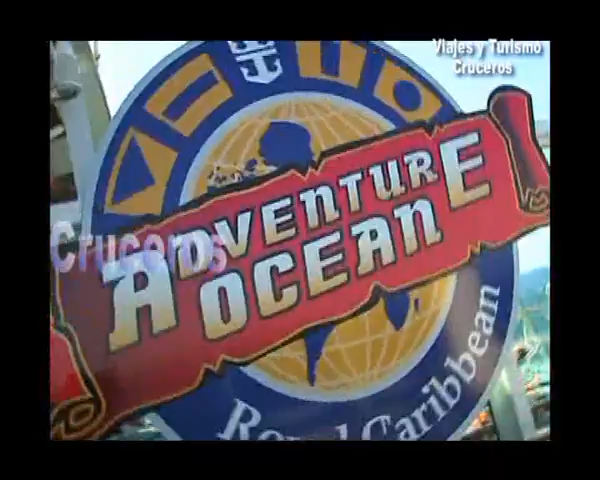 Viajes y Turismo
Cruceros
ADVENTURE
OCEAN
Cruceros
Royal Caribbean